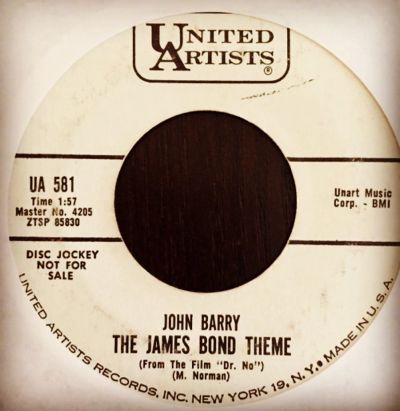 UNITED
ARTISTS®
UA 581
Time 1:57
Master No. 4205
ZTSP 85830
Unart Music
Corp. - BMI
DISC JOCKEY
NOT FOR
SALE
JOHN BARRY
THE JAMES BOND THEME
(From The Film "Dr. No")
(M. Norman)
UNITED ARTISTS RECORDS, INC. NEW YORK 19, N.Y. • MADE IN U.S.A.